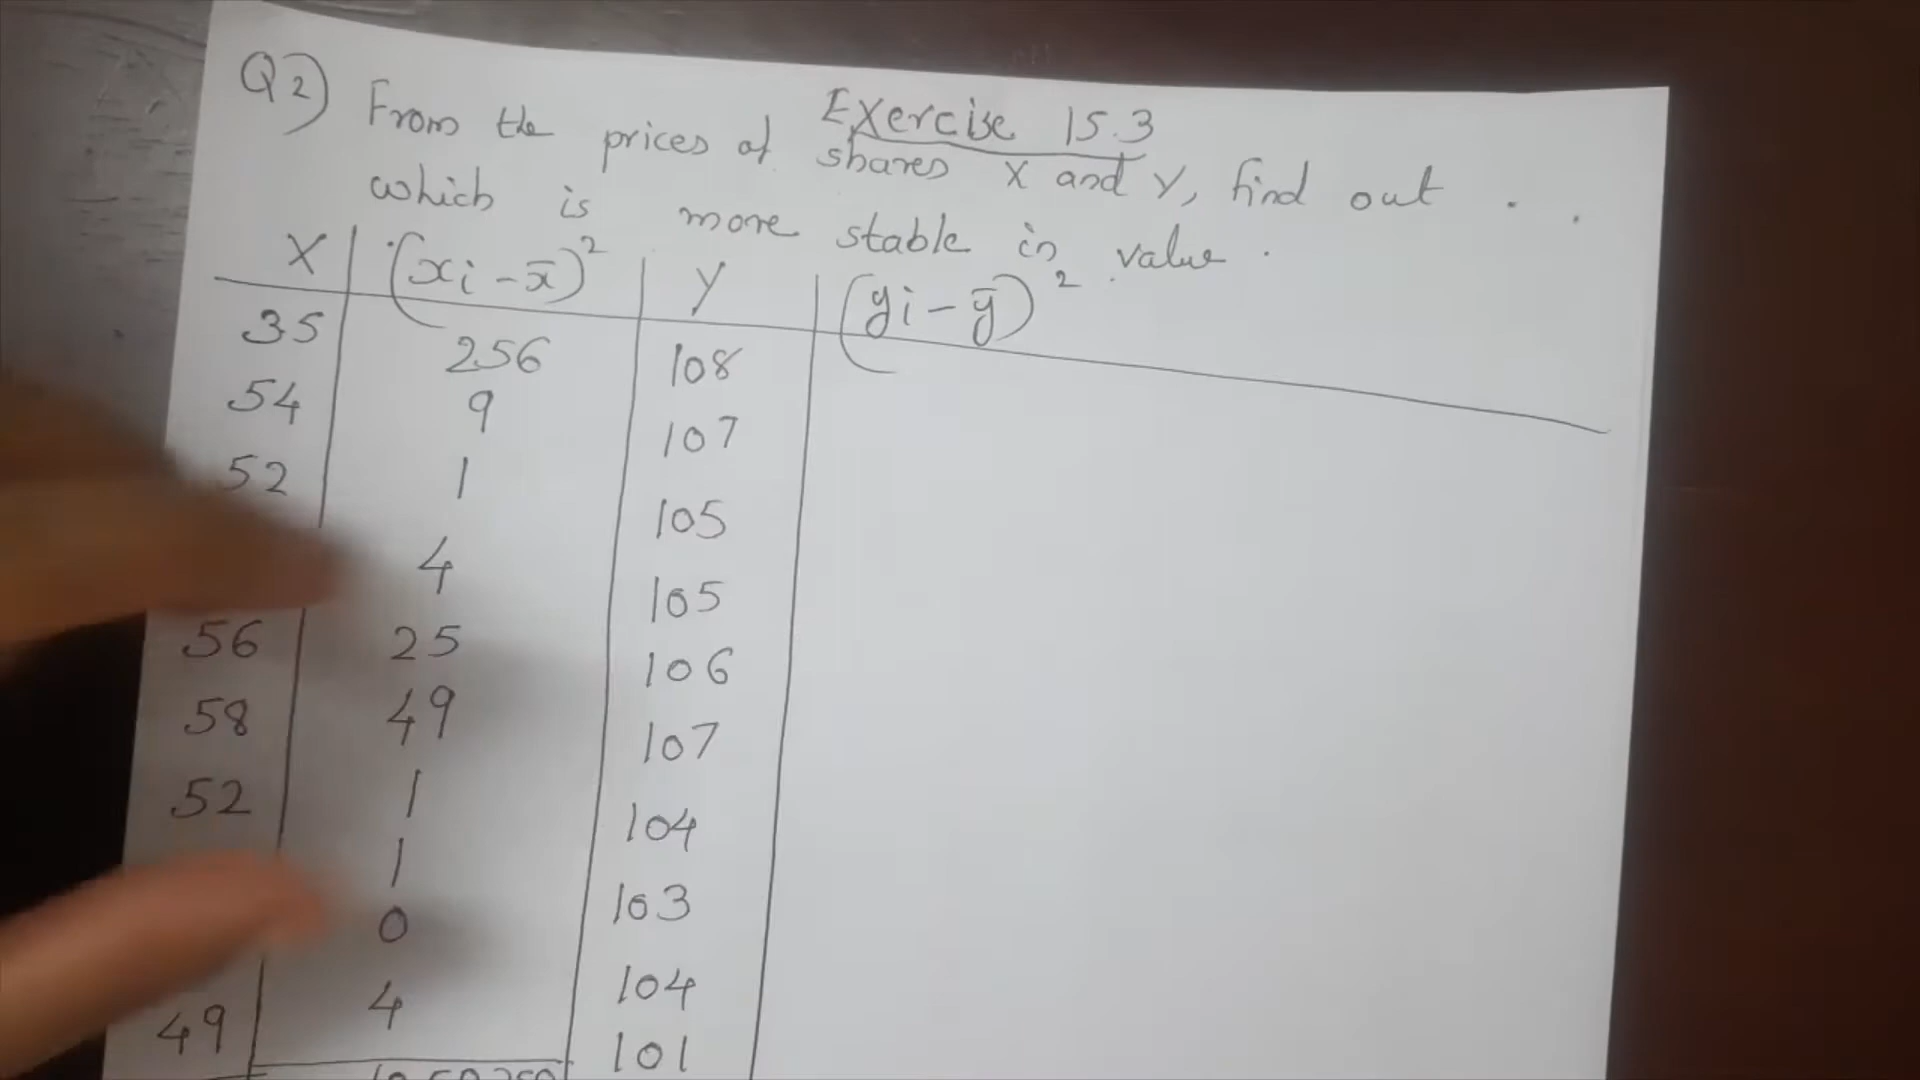 Q2)
Exercise 15.3
From the prices of shares X and Y, find out . .
which is more stable in value.
X (xi - x̄)² Y (yi - ȳ)²
35 256 108
54 9 107
52 1 105
4 105
56 25 106
58 49 107
52 1 104
1 103
0 104
49 4 101